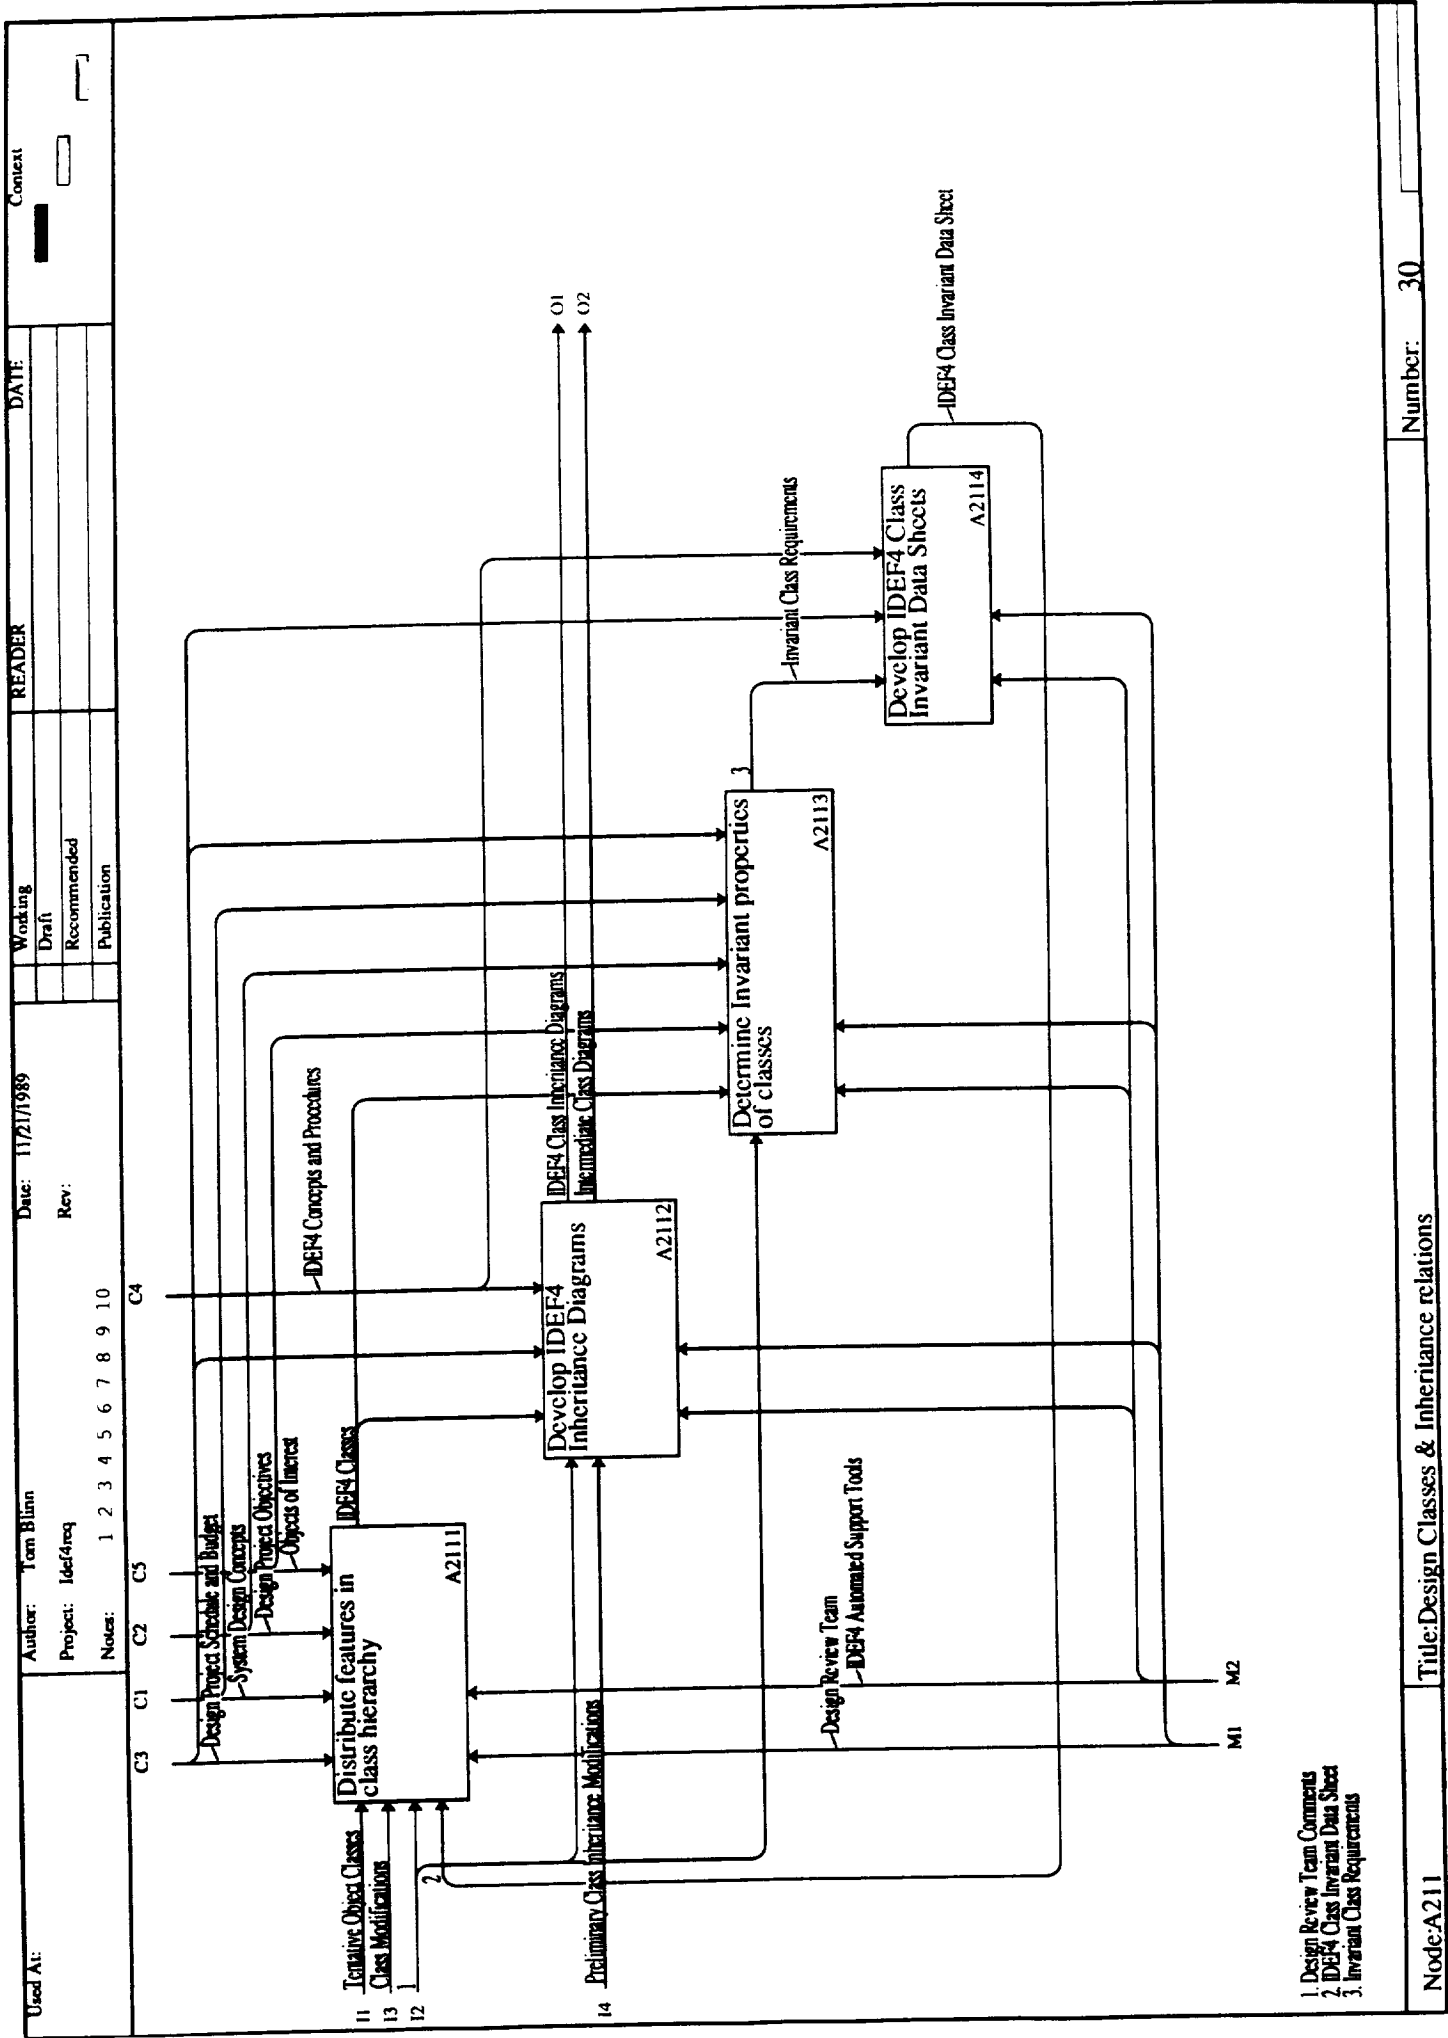 Used At:
Author: Tom Blinn
Date: 11/21/1989
Project: Idef4req
Rev:
Notes: 1 2 3 4 5 6 7 8 9 10
Working
Draft
Recommended
Publication
READER
DATE
Context
C3
C1
C2
C5
C4
Design Project Schedule and Budget
System Design Concepts
Design Project Objectives
Objects of Interest
IDEF4 Concepts and Procedures
I1
Tentative Object Classes
I3
Class Modifications
I2
1
2
I4
Preliminary Class Inheritance Modifications
Distribute features in
class hierarchy
A2111
IDEF4 Classes
Develop IDEF4
Inheritance Diagrams
A2112
IDEF4 Class Inheritance Diagrams
Intermediate Class Diagrams
O1
O2
Determine Invariant properties
of classes
A2113
3
Invariant Class Requirements
Develop IDEF4 Class
Invariant Data Sheets
A2114
IDEF4 Class Invariant Data Sheet
Design Review Team
IDEF4 Automated Support Tools
M1
M2
1. Design Review Team Comments
2. IDEF4 Class Invariant Data Sheet
3. Invariant Class Requirements
Node:A211
Title:Design Classes & Inheritance relations
Number: 30